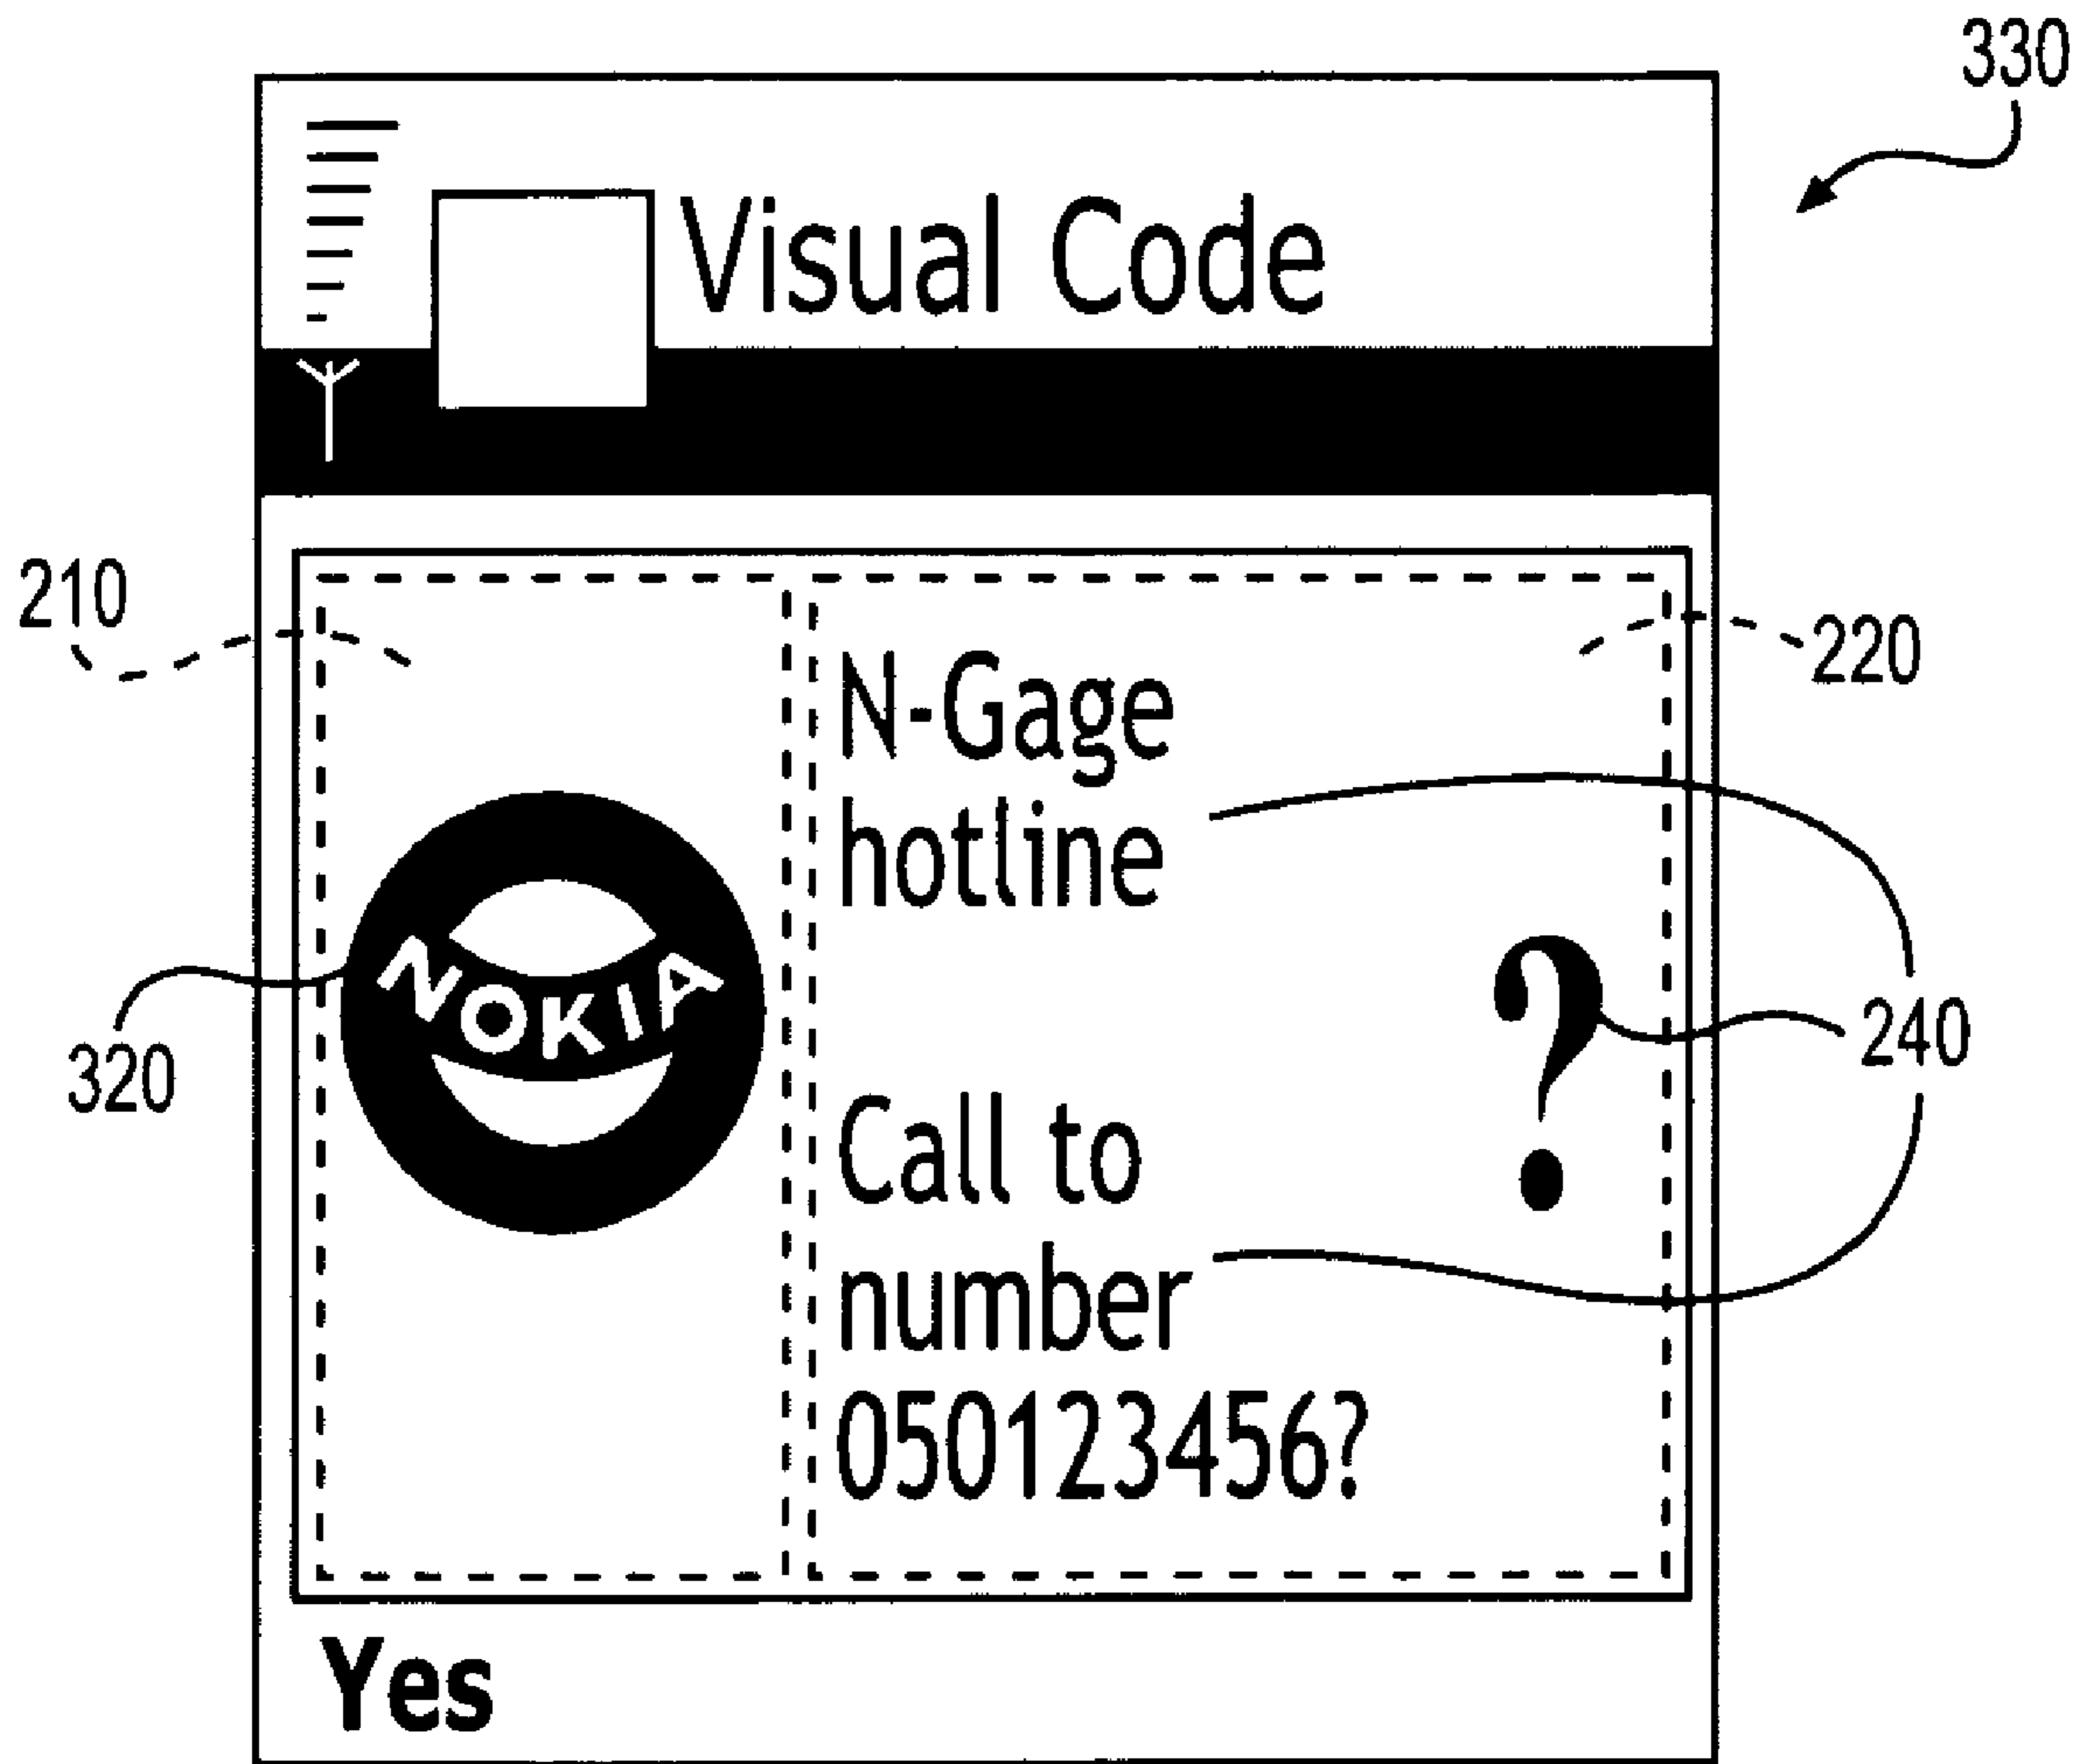 330
Visual Code
210
220
N-Gage
hotline
NOKIA
320
240
Call to
number
050123456?
?
Yes